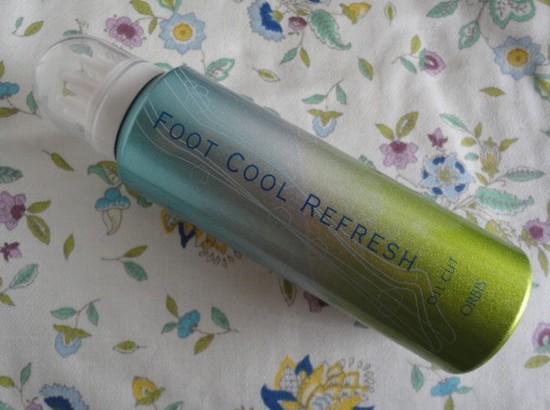 FOOT COOL REFRESH
OIL CUT
ORBIS